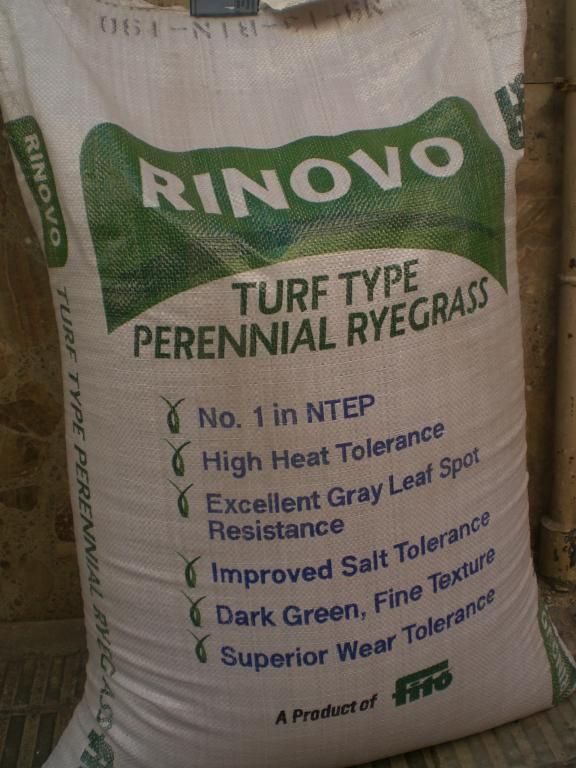 RINOVO
TURF TYPE
PERENNIAL RYEGRASS
No. 1 in NTEP
High Heat Tolerance
Excellent Gray Leaf Spot
Resistance
Improved Salt Tolerance
Dark Green, Fine Texture
Superior Wear Tolerance
A Product of fitó
RINOVO
TURF TYPE PERENNIAL RYEGRASS